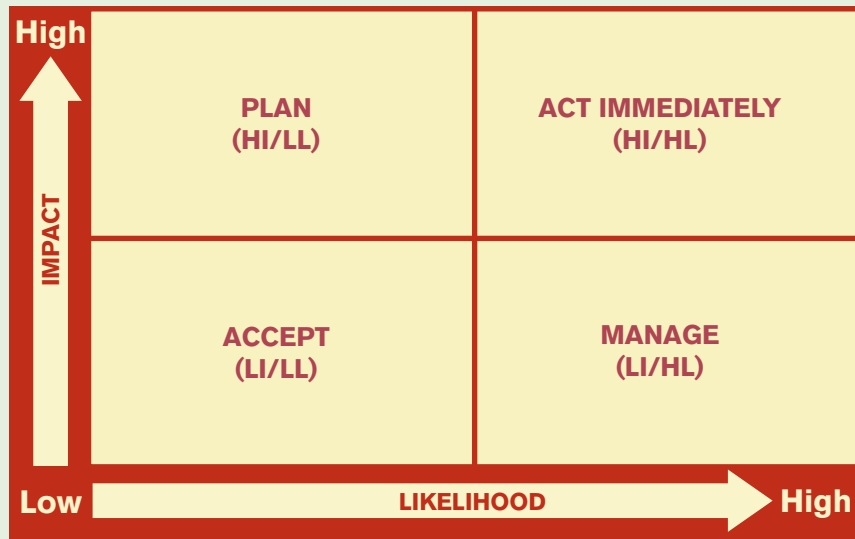 High
PLAN
(HI/LL)
ACT IMMEDIATELY
(HI/HL)
IMPACT
ACCEPT
(LI/LL)
MANAGE
(LI/HL)
Low
LIKELIHOOD
High